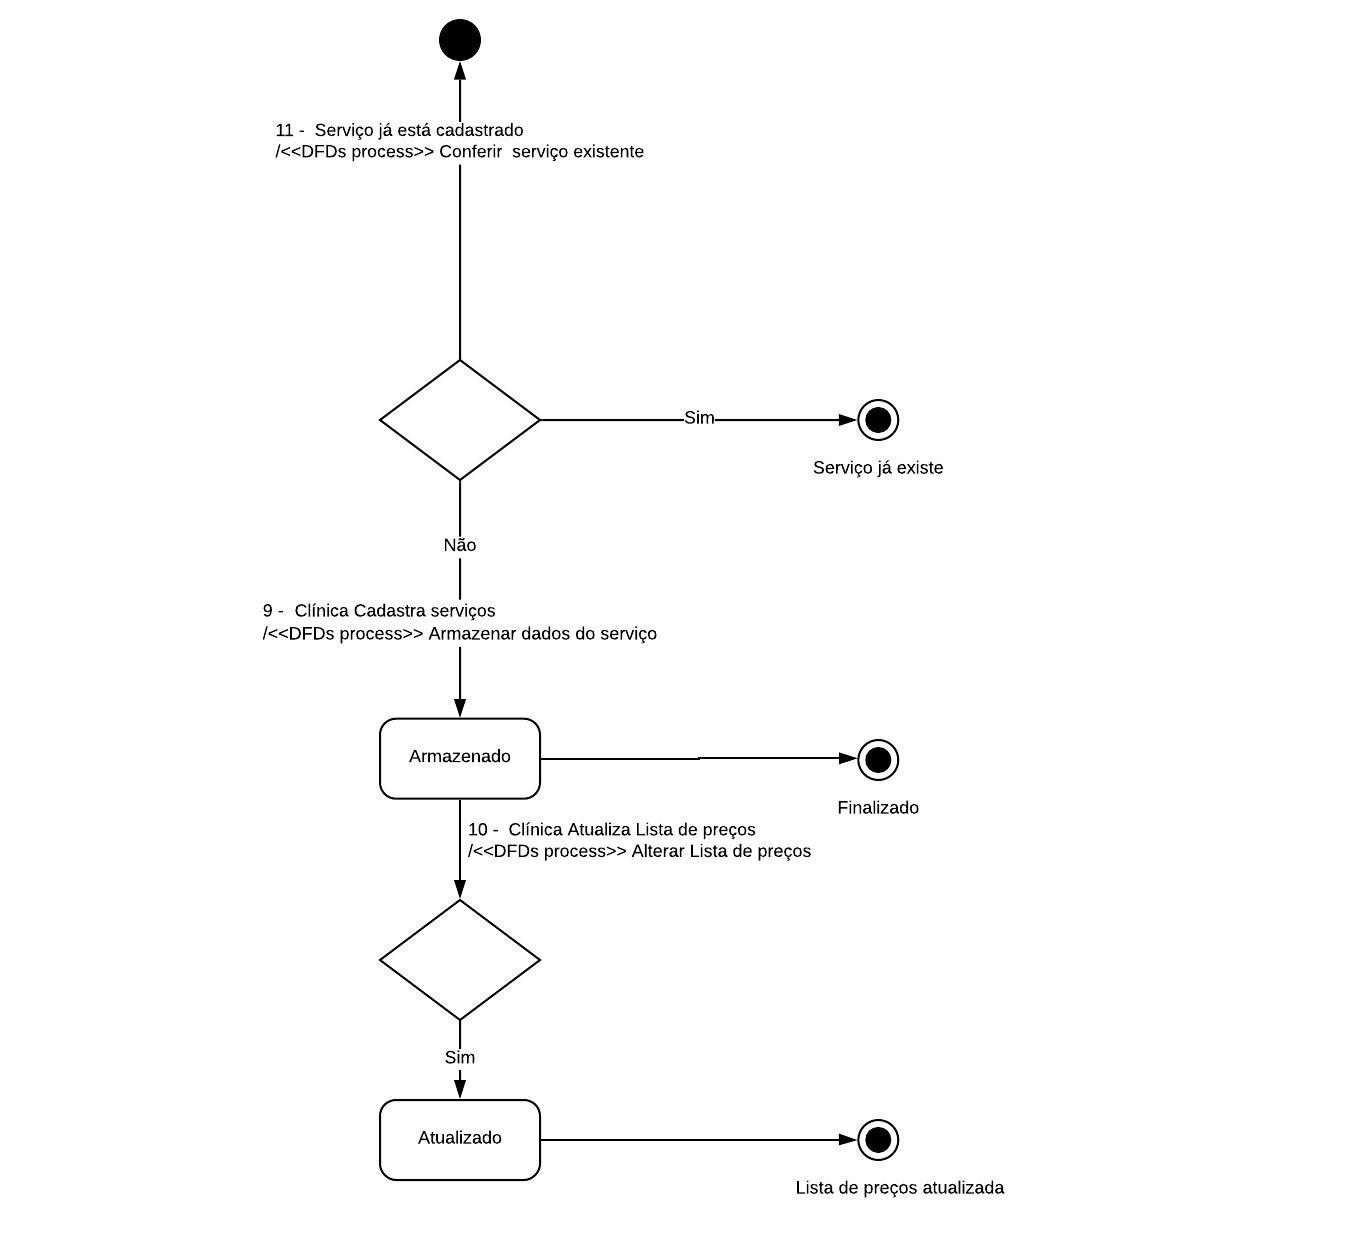 11 -  Serviço já está cadastrado
/<<DFDs process>> Conferir  serviço existente
Sim
Serviço já existe
Não
9 -  Clínica Cadastra serviços
/<<DFDs process>> Armazenar dados do serviço
Armazenado
Finalizado
10 -  Clínica Atualiza Lista de preços
/<<DFDs process>> Alterar Lista de preços
Sim
Atualizado
Lista de preços atualizada